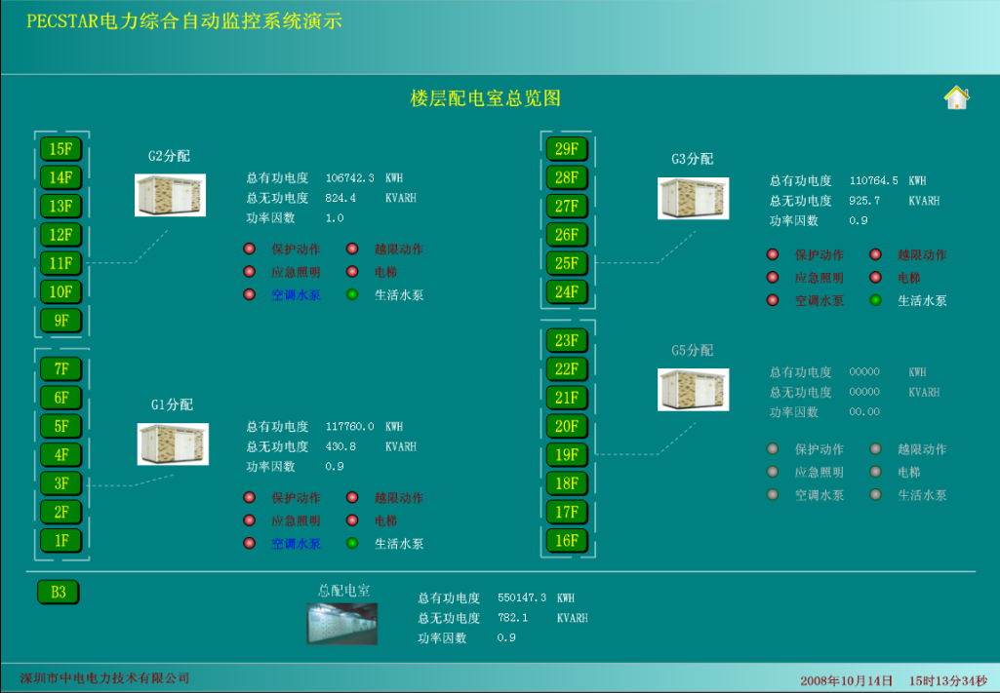 PECSTAR电力综合自动监控系统演示
楼层配电室总览图
15F
14F
13F
12F
11F
10F
9F
G2分配
总有功电度 106742.3 KWH
总无功电度 824.4 KVARH
功率因数 1.0
保护动作 越限动作
应急照明 电梯
空调水泵 生活水泵
7F
6F
5F
4F
3F
2F
1F
G1分配
总有功电度 117760.0 KWH
总无功电度 430.8 KVARH
功率因数 0.9
保护动作 越限动作
应急照明 电梯
空调水泵 生活水泵
29F
28F
27F
26F
25F
24F
G3分配
总有功电度 110764.5 KWH
总无功电度 925.7 KVARH
功率因数 0.9
保护动作 越限动作
应急照明 电梯
空调水泵 生活水泵
23F
22F
21F
20F
19F
18F
17F
16F
G5分配
总有功电度 00000 KWH
总无功电度 00000 KVARH
功率因数 00.00
保护动作 越限动作
应急照明 电梯
空调水泵 生活水泵
B3
总配电室
总有功电度 550147.3 KWH
总无功电度 782.1 KVARH
功率因数 0.9
深圳市中电电力技术有限公司
2008年10月14日 15时13分34秒